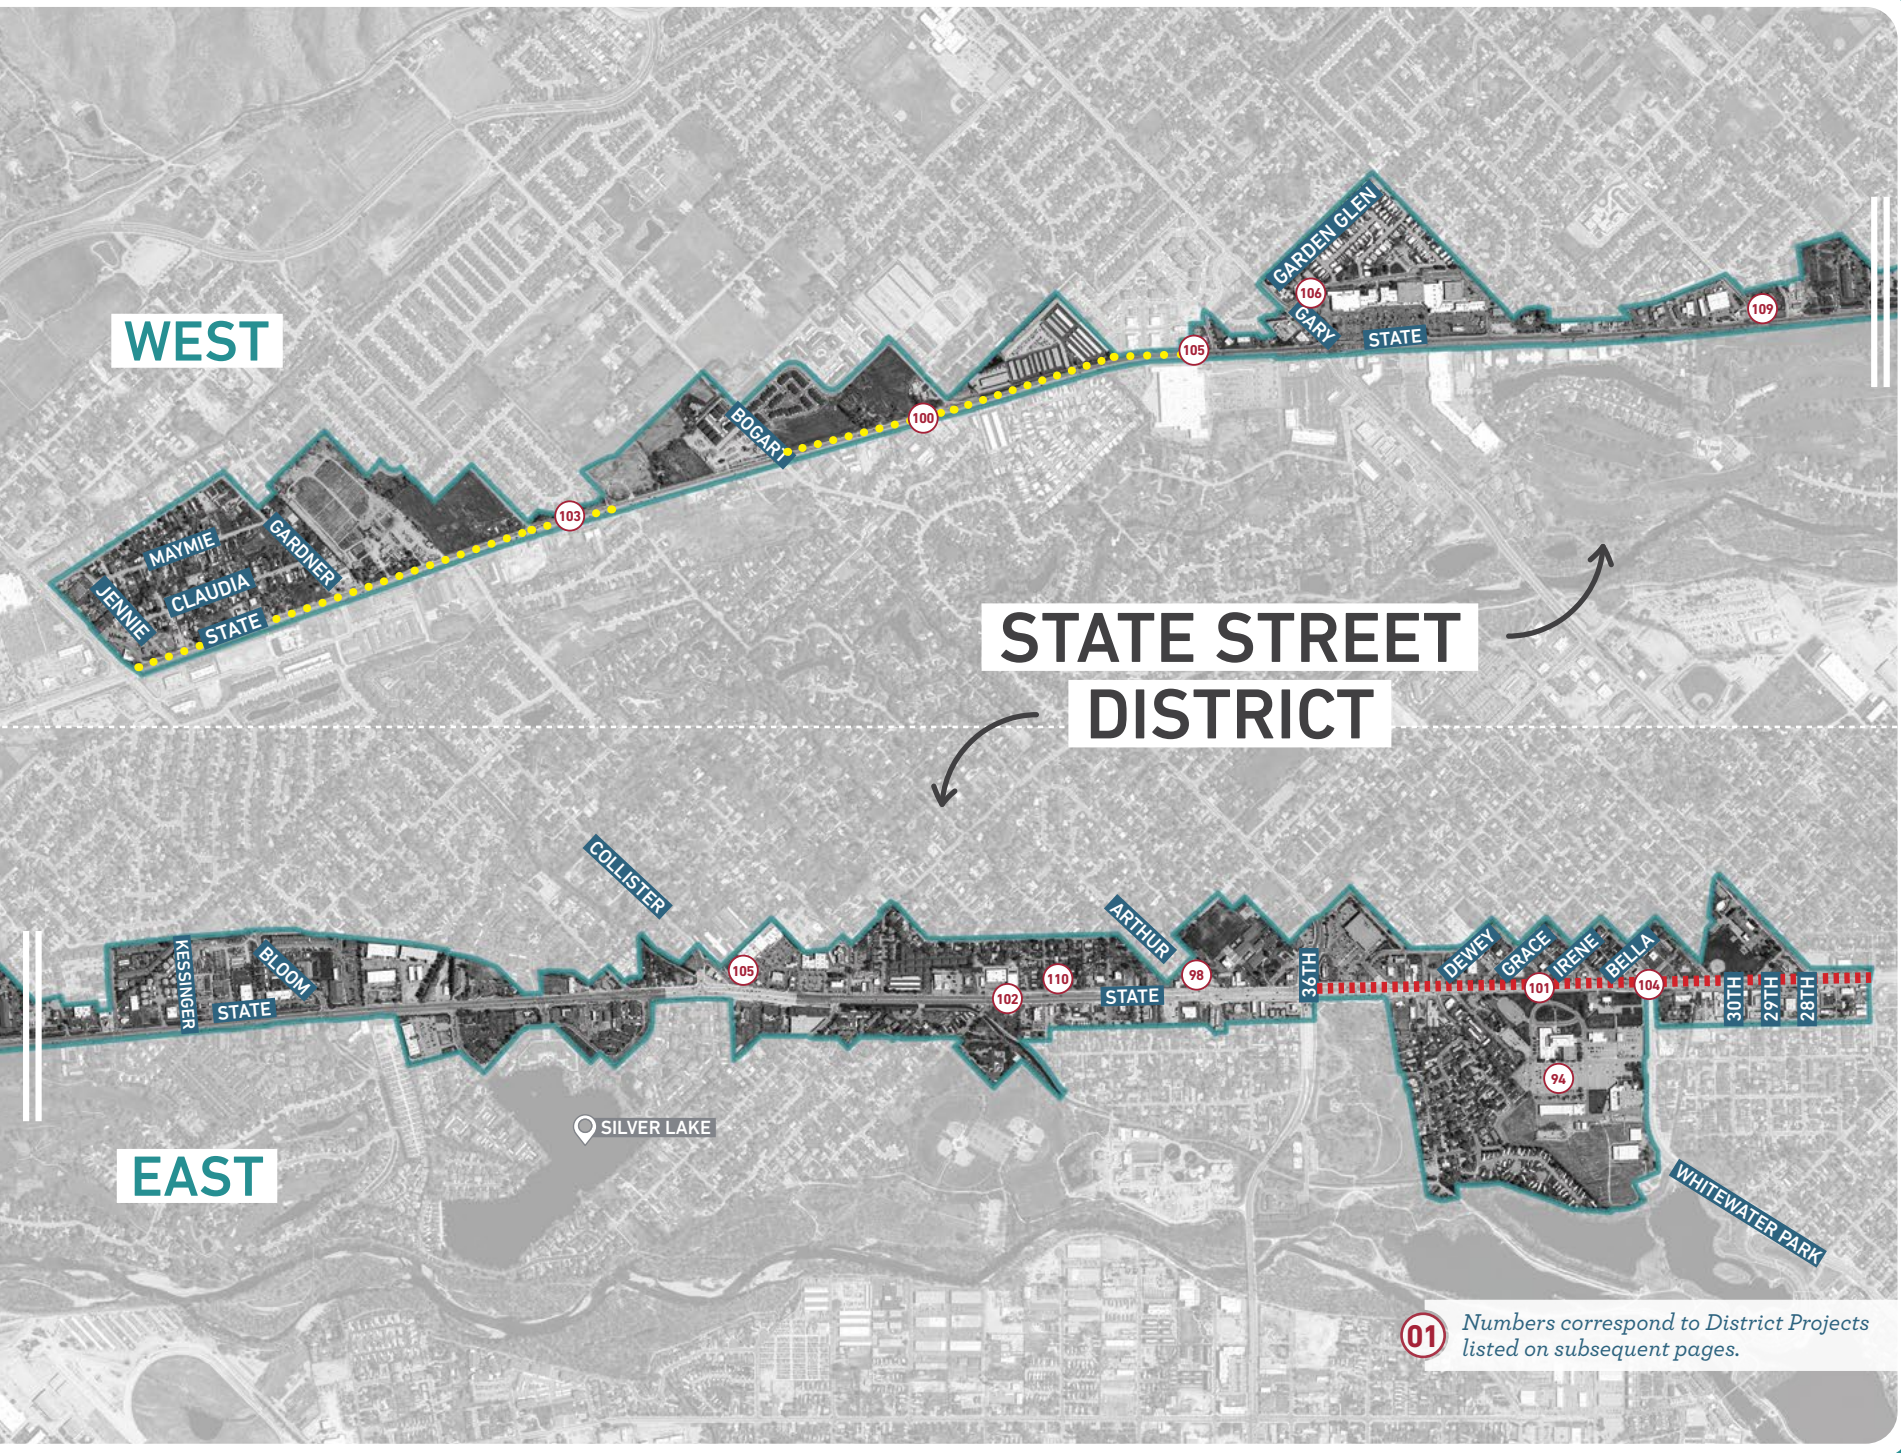 WEST
GARDEN GLEN
106
GARY
STATE
109
105
100
BOGART
103
MAYMIE
GARDNER
CLAUDIA
JENNIE
STATE
STATE STREET
DISTRICT
COLLISTER
ARTHUR
KESSINGER
BLOOM
STATE
105
110
102
STATE
98
36TH
DEWEY
GRACE
IRENE
BELLA
101
104
30TH
29TH
28TH
94
SILVER LAKE
EAST
WHITEWATER PARK
01
Numbers correspond to District Projects
listed on subsequent pages.